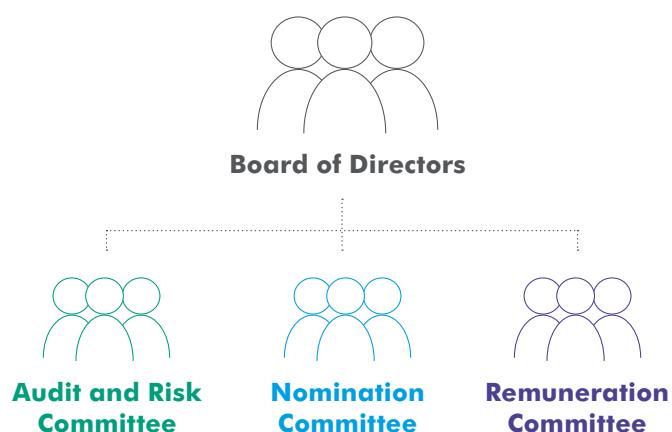 Board of Directors
Audit and Risk
Committee
Nomination
Committee
Remuneration
Committee